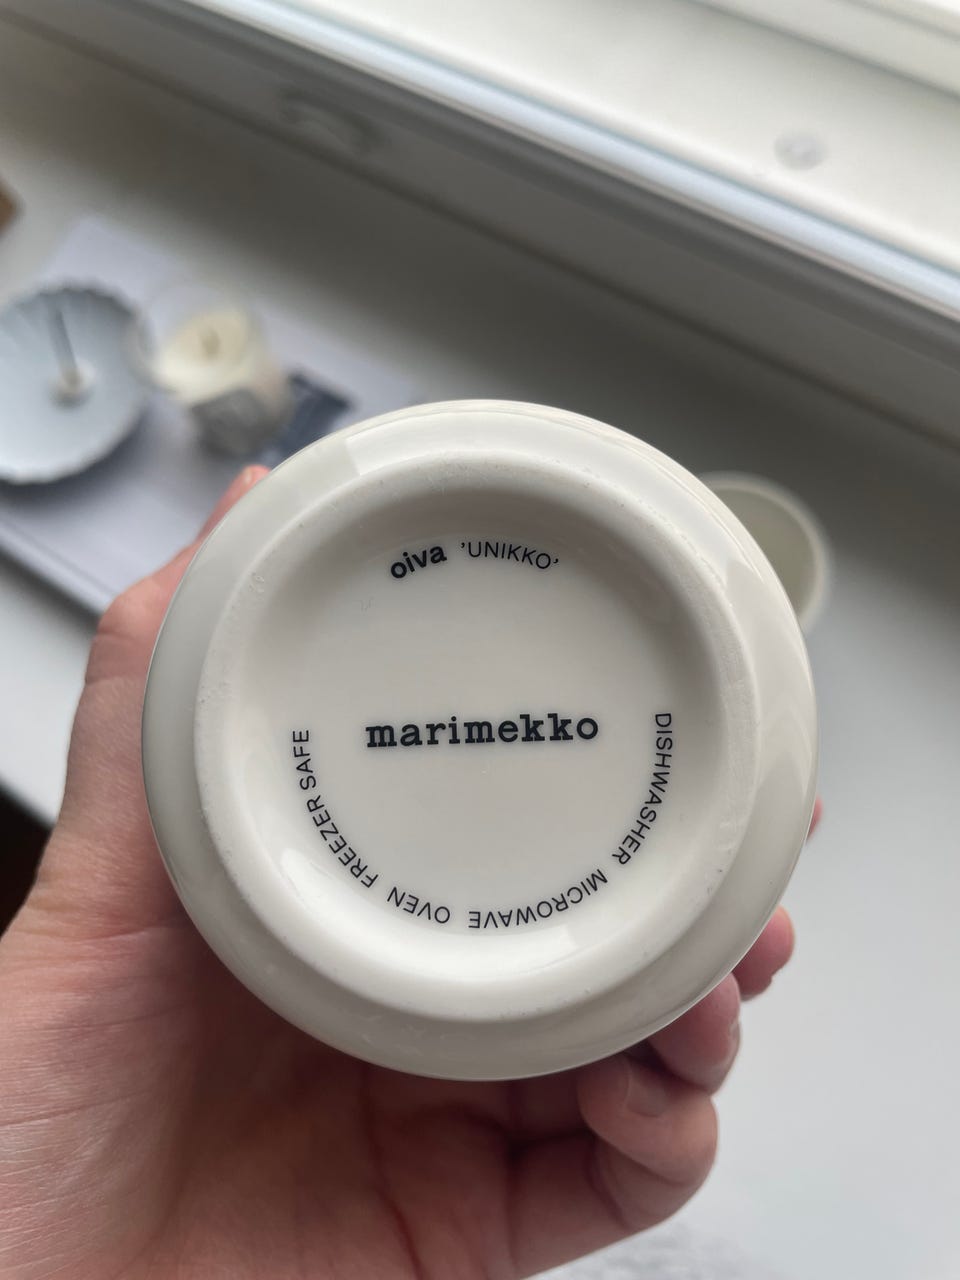 oiva 'UNIKKO'
marimekko
DISHWASHER MICROWAVE OVEN FREEZER SAFE